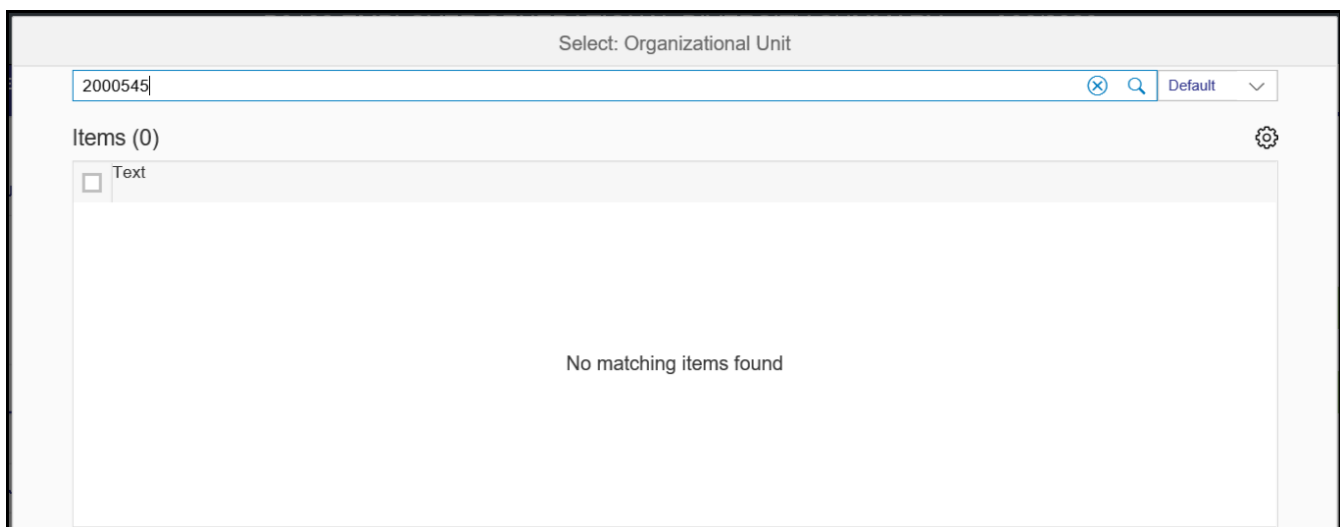 Select: Organizational Unit
2000545 Default
Items (0)
Text
No matching items found